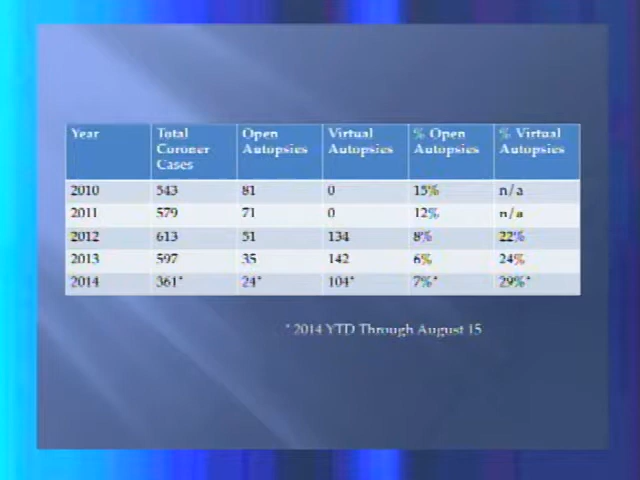 Year Total Coroner Cases Open Autopsies Virtual Autopsies % Open Autopsies % Virtual Autopsies
2010 543 81 0 15% n/a
2011 579 71 0 12% n/a
2012 613 51 134 8% 22%
2013 597 35 142 6% 24%
2014 361* 24* 104* 7%* 29%*
* 2014 YTD Through August 15